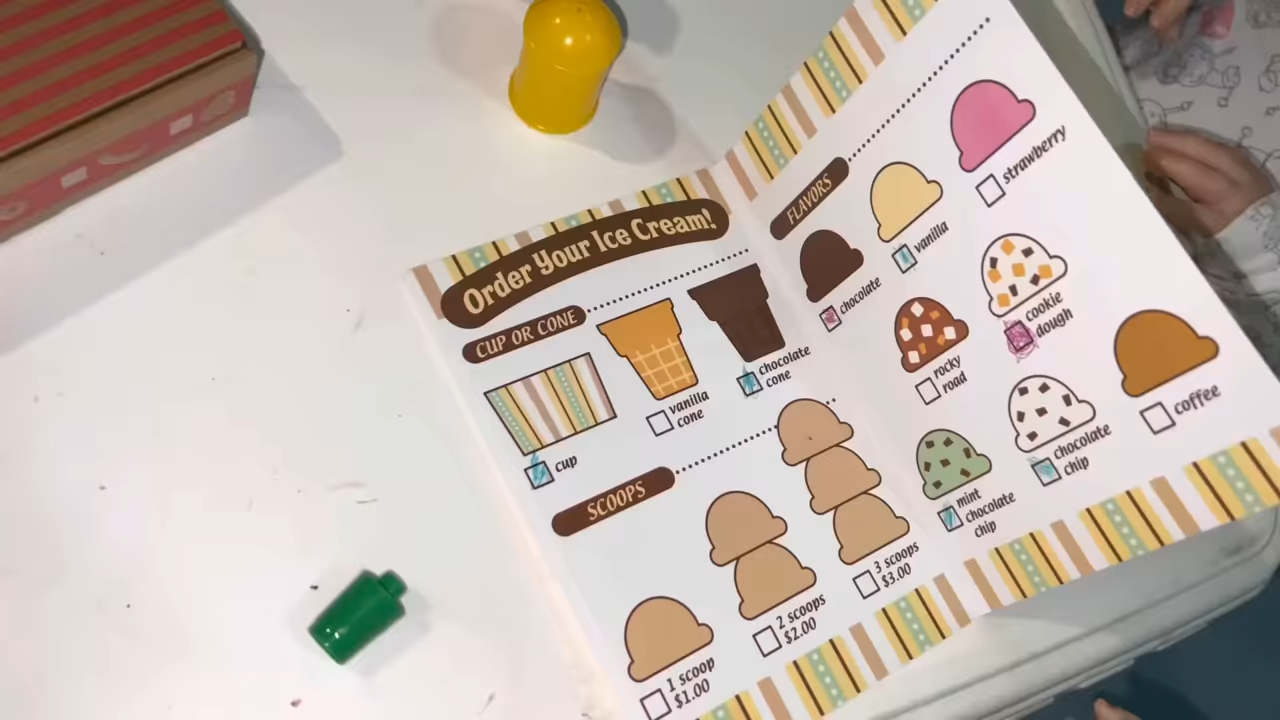 Order Your Ice Cream!
CUP OR CONE
cup
vanilla
cone
chocolate
cone
SCOOPS
1 scoop
$1.00
2 scoops
$2.00
3 scoops
$3.00
FLAVORS
chocolate
vanilla
strawberry
rocky
road
cookie
dough
mint
chocolate
chip
chocolate
chip
coffee